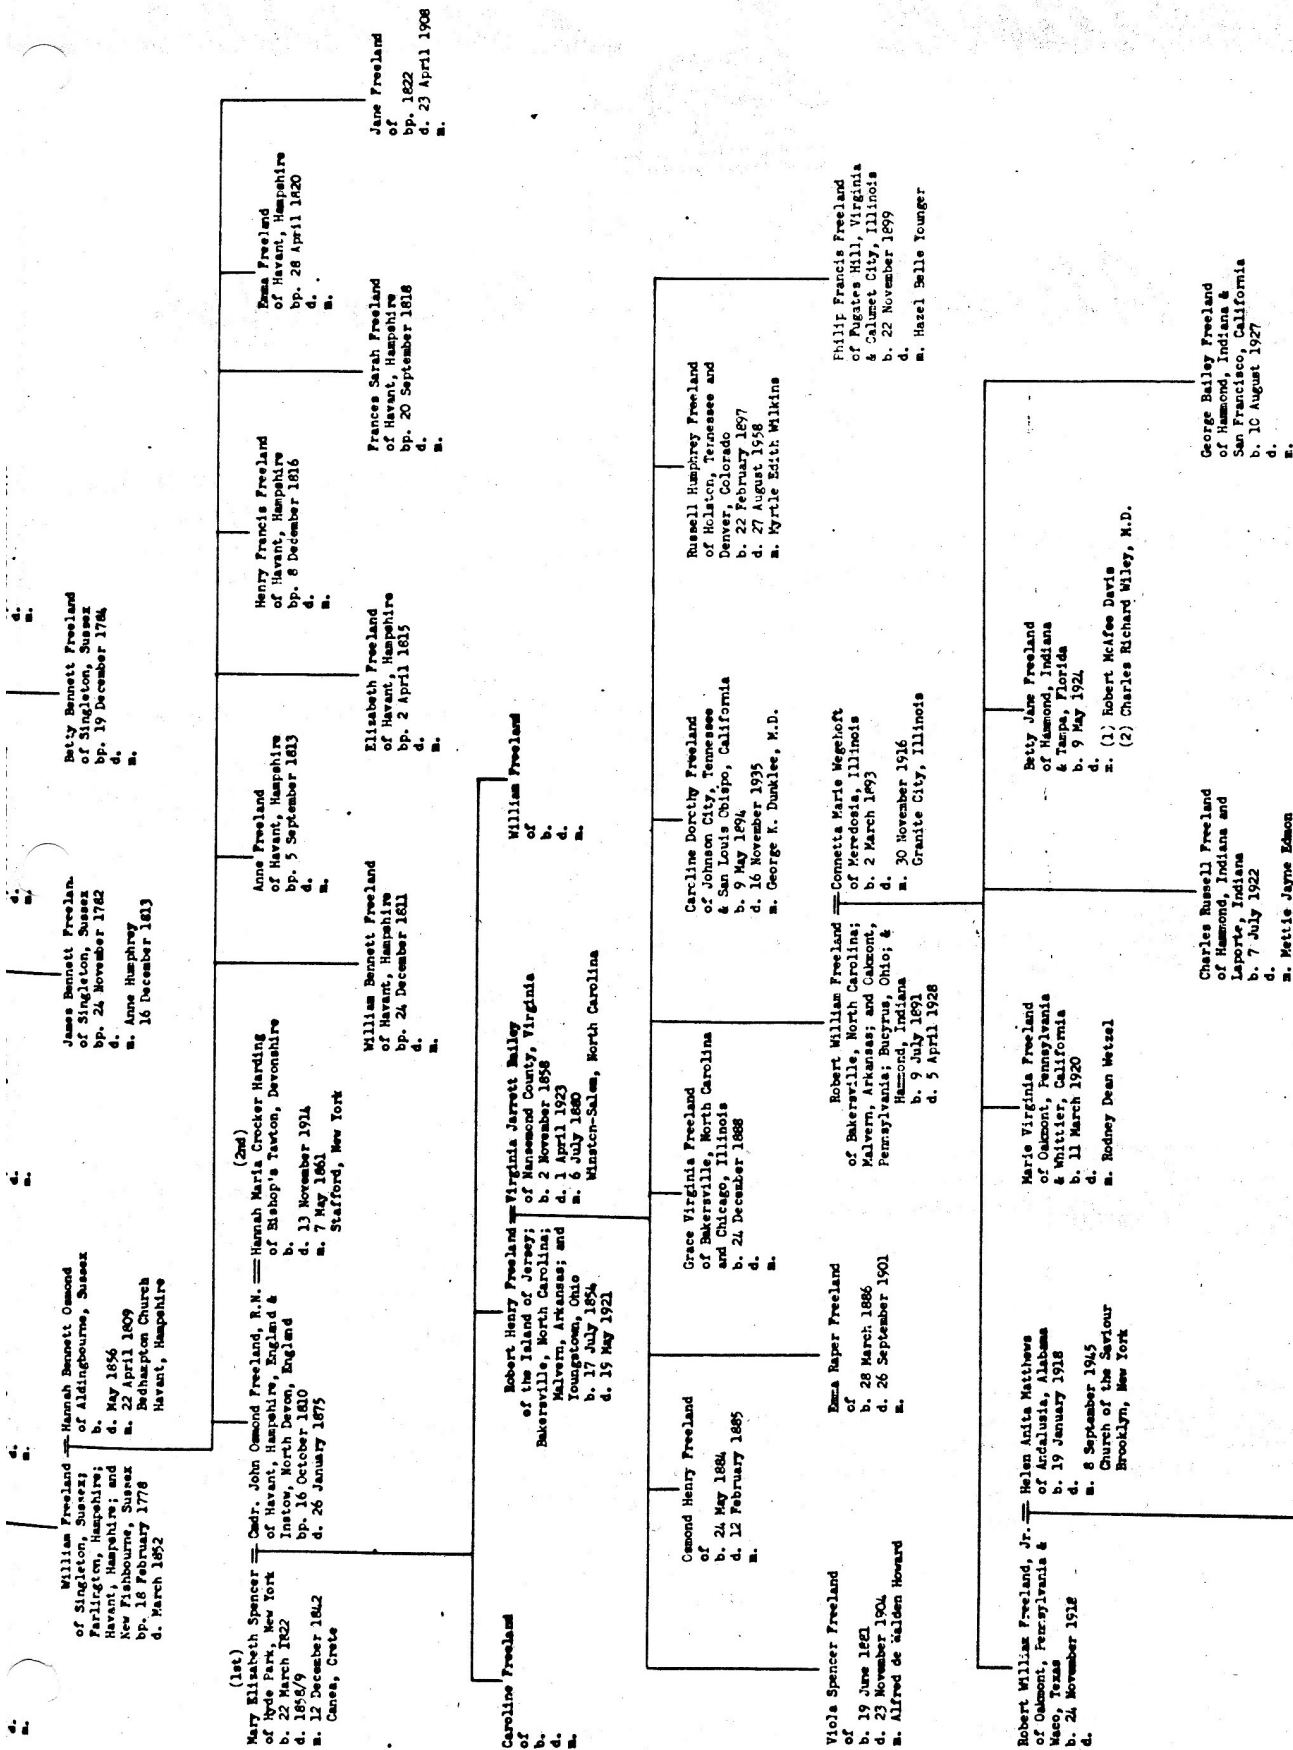 d.
m.
d.
m.
d.
m.
d.
m.
d.
m.
William Freeland
of Singleton, Sussex;
Farlington, Hampshire;
Havant, Hampshire; and
New Fishbourne, Sussex
bp. 18 February 1778
d. March 1852
Hannah Bennett Osmond
of Aldingbourne, Sussex
b.
d. May 1856
m. 22 April 1809
Bedhampton Church
Havant, Hampshire
James Bennett Freelan
of Singleton, Sussex
bp. 24 November 1782
d.
m. Anne Humphrey
16 December 1813
Betty Bennett Freeland
of Singleton, Sussex
bp. 19 December 1784
d.
m.
(1st)
Mary Elizabeth Spencer
of Hyde Park, New York
b. 22 March 1822
d. 1858/9
m. 12 December 1842
Canea, Crete
Cmdr. John Osmond Freeland, R.N.
of Havant, Hampshire, England &
Instow, North Devon, England
bp. 16 October 1810
d. 26 January 1875
(2nd)
Hannah Maria Crocker Harding
of Bishop's Tawton, Devonshire
b.
d. 13 November 1914
m. 7 May 1861
Stafford, New York
William Bennett Freeland
of Havant, Hampshire
bp. 24 December 1811
d.
m.
Anne Freeland
of Havant, Hampshire
bp. 5 September 1813
d.
m.
Elizabeth Freeland
of Havant, Hampshire
bp. 2 April 1815
d.
m.
Henry Francis Freeland
of Havant, Hampshire
bp. 8 December 1816
d.
m.
Frances Sarah Freeland
of Havant, Hampshire
bp. 20 September 1818
d.
m.
Emma Freeland
of Havant, Hampshire
bp. 28 April 1820
d.
m.
Jane Freeland
of
bp. 1822
d. 23 April 1908
m.
Caroline Freeland
of
b.
d.
m.
Robert Henry Freeland
of the Island of Jersey;
Bakersville, North Carolina;
Malvern, Arkansas; and
Youngstown, Ohio
b. 17 July 1854
d. 19 May 1921
Virginia Jarrett Bailey
of Nansemond County, Virginia
b. 2 November 1858
d. 1 April 1923
m. 6 July 1880
Winston-Salem, North Carolina
William Freeland
of
b.
d.
m.
Viola Spencer Freeland
of
b. 19 June 1881
d. 23 November 1904
m. Alfred de Walden Howard
Osmond Henry Freeland
of
b. 24 May 1884
d. 12 February 1885
m.
Emma Raper Freeland
of
b. 28 March 1886
d. 26 September 1901
m.
Grace Virginia Freeland
of Bakersville, North Carolina
and Chicago, Illinois
b. 24 December 1888
d.
m.
Robert William Freeland
of Bakersville, North Carolina;
Malvern, Arkansas; and Oakmont,
Pennsylvania; Bucyrus, Ohio; &
Hammond, Indiana
b. 9 July 1891
d. 5 April 1928
Connetta Marie Wegehoft
of Meredosia, Illinois
b. 2 March 1893
d.
m. 30 November 1916
Granite City, Illinois
Caroline Dorothy Freeland
of Johnson City, Tennessee
& San Louis Obispo, California
b. 9 May 1894
d. 16 November 1935
m. George K. Dunklee, M.D.
Russell Humphrey Freeland
of Holston, Tennessee and
Denver, Colorado
b. 22 February 1897
d. 27 August 1958
m. Myrtle Edith Wilkins
Philip Francis Freeland
of Fugates Hill, Virginia
& Calumet City, Illinois
b. 22 November 1899
d.
m. Hazel Belle Younger
Robert William Freeland, Jr.
of Oakmont, Pennsylvania &
Waco, Texas
b. 24 November 1918
d.
Helen Anita Matthews
of Andalusia, Alabama
b. 19 January 1918
d.
m. 8 September 1945
Church of the Saviour
Brooklyn, New York
Marie Virginia Freeland
of Oakmont, Pennsylvania
& Whittier, California
b. 11 March 1920
d.
m. Rodney Dean Wetzel
Charles Russell Freeland
of Hammond, Indiana and
Laporte, Indiana
b. 7 July 1922
d.
m. Mettie Jayne Edmon
Betty Jane Freeland
of Hammond, Indiana
& Tampa, Florida
b. 9 May 1924
d.
m. (1) Robert McAfee Davis
(2) Charles Richard Wiley, M.D.
George Bailey Freeland
of Hammond, Indiana &
San Francisco, California
b. 10 August 1927
d.
m.